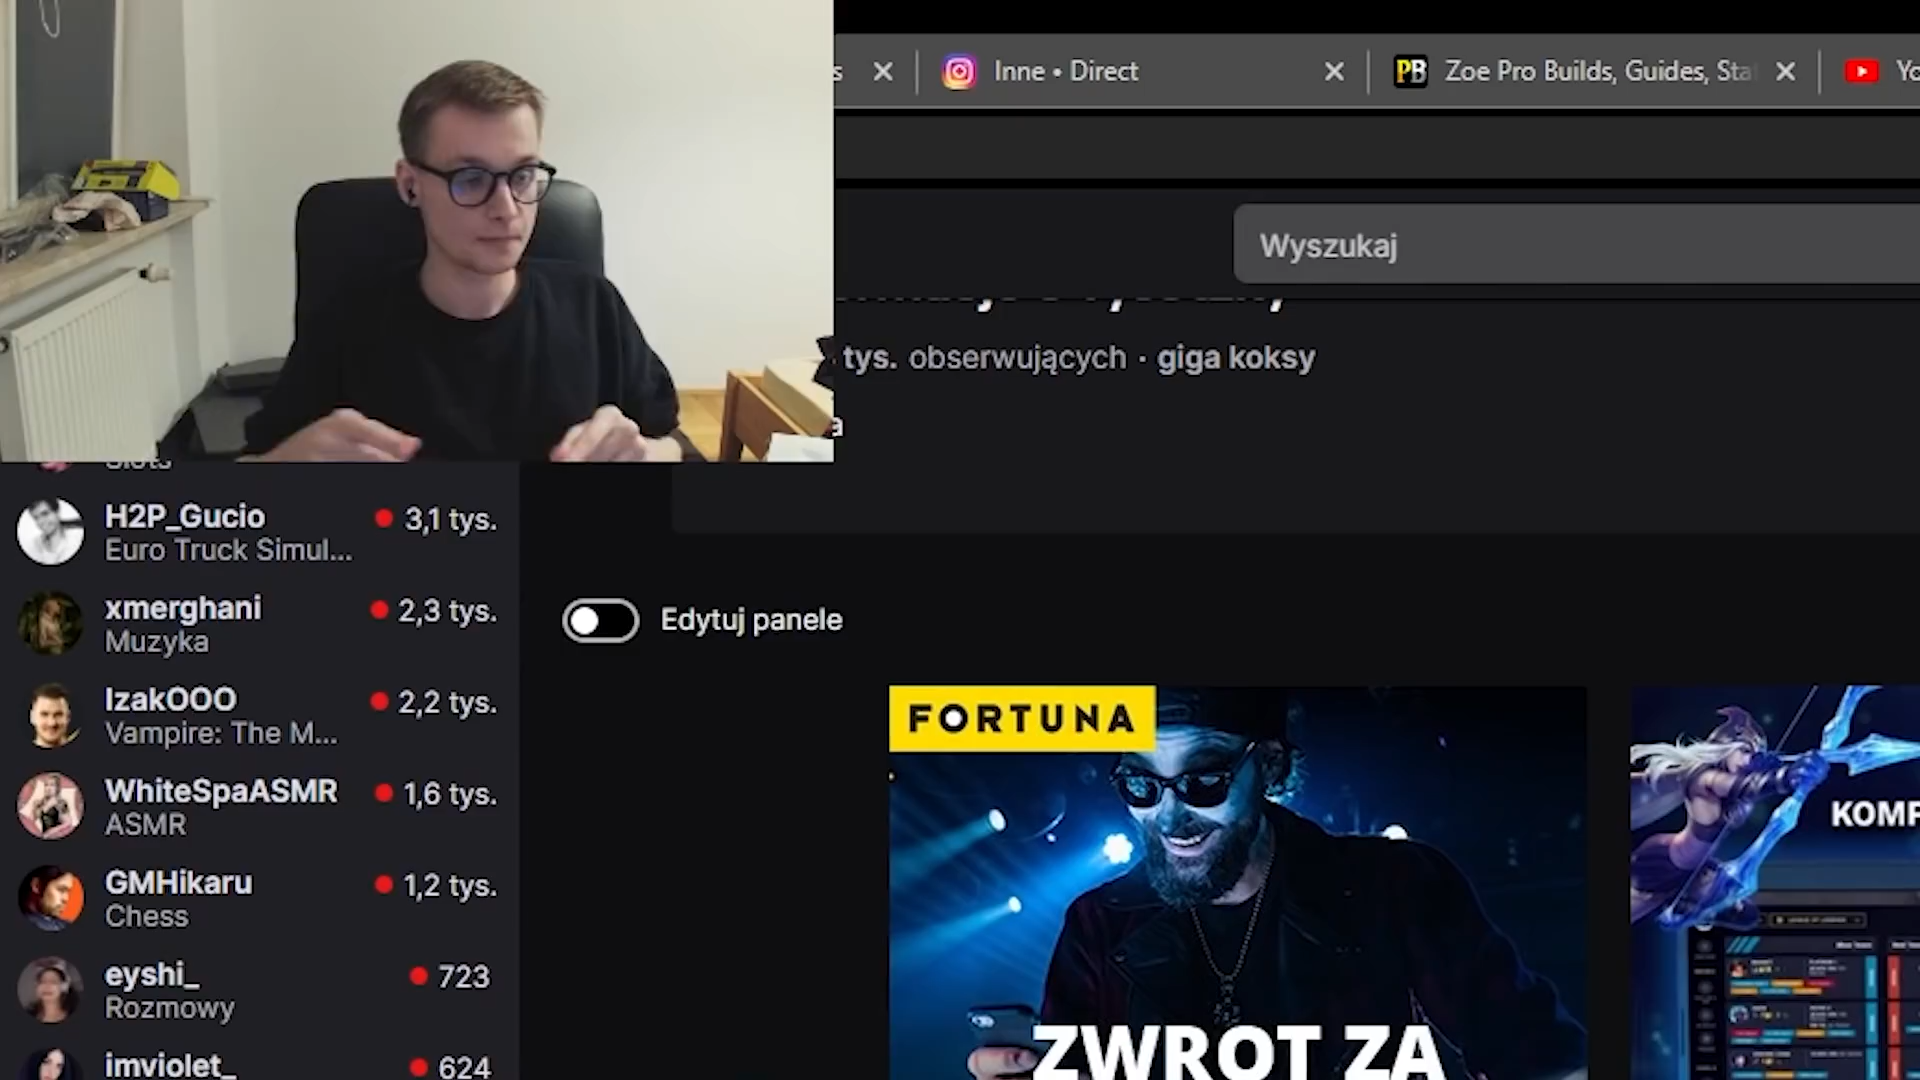 Inne • Direct
Zoe Pro Builds, Guides, Sta
Wyszukaj
tys. obserwujących · giga koksy
H2P_Gucio
3,1 tys.
Euro Truck Simul...
xmerghani
2,3 tys.
Muzyka
IzakOOO
2,2 tys.
Vampire: The M...
WhiteSpaASMR
1,6 tys.
ASMR
GMHikaru
1,2 tys.
Chess
eyshi_
723
Rozmowy
imviolet_
624
Edytuj panele
FORTUNA
ZWROT ZA
KOMP